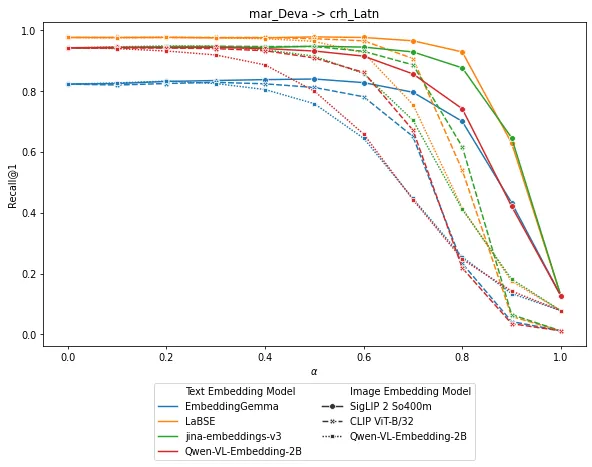 mar_Deva -> crh_Latn
Recall@1
1.0
0.8
0.6
0.4
0.2
0.0
0.0 0.2 0.4 0.6 0.8 1.0
α
Text Embedding Model
EmbeddingGemma
LaBSE
jina-embeddings-v3
Qwen-VL-Embedding-2B
Image Embedding Model
SigLIP 2 So400m
CLIP ViT-B/32
Qwen-VL-Embedding-2B